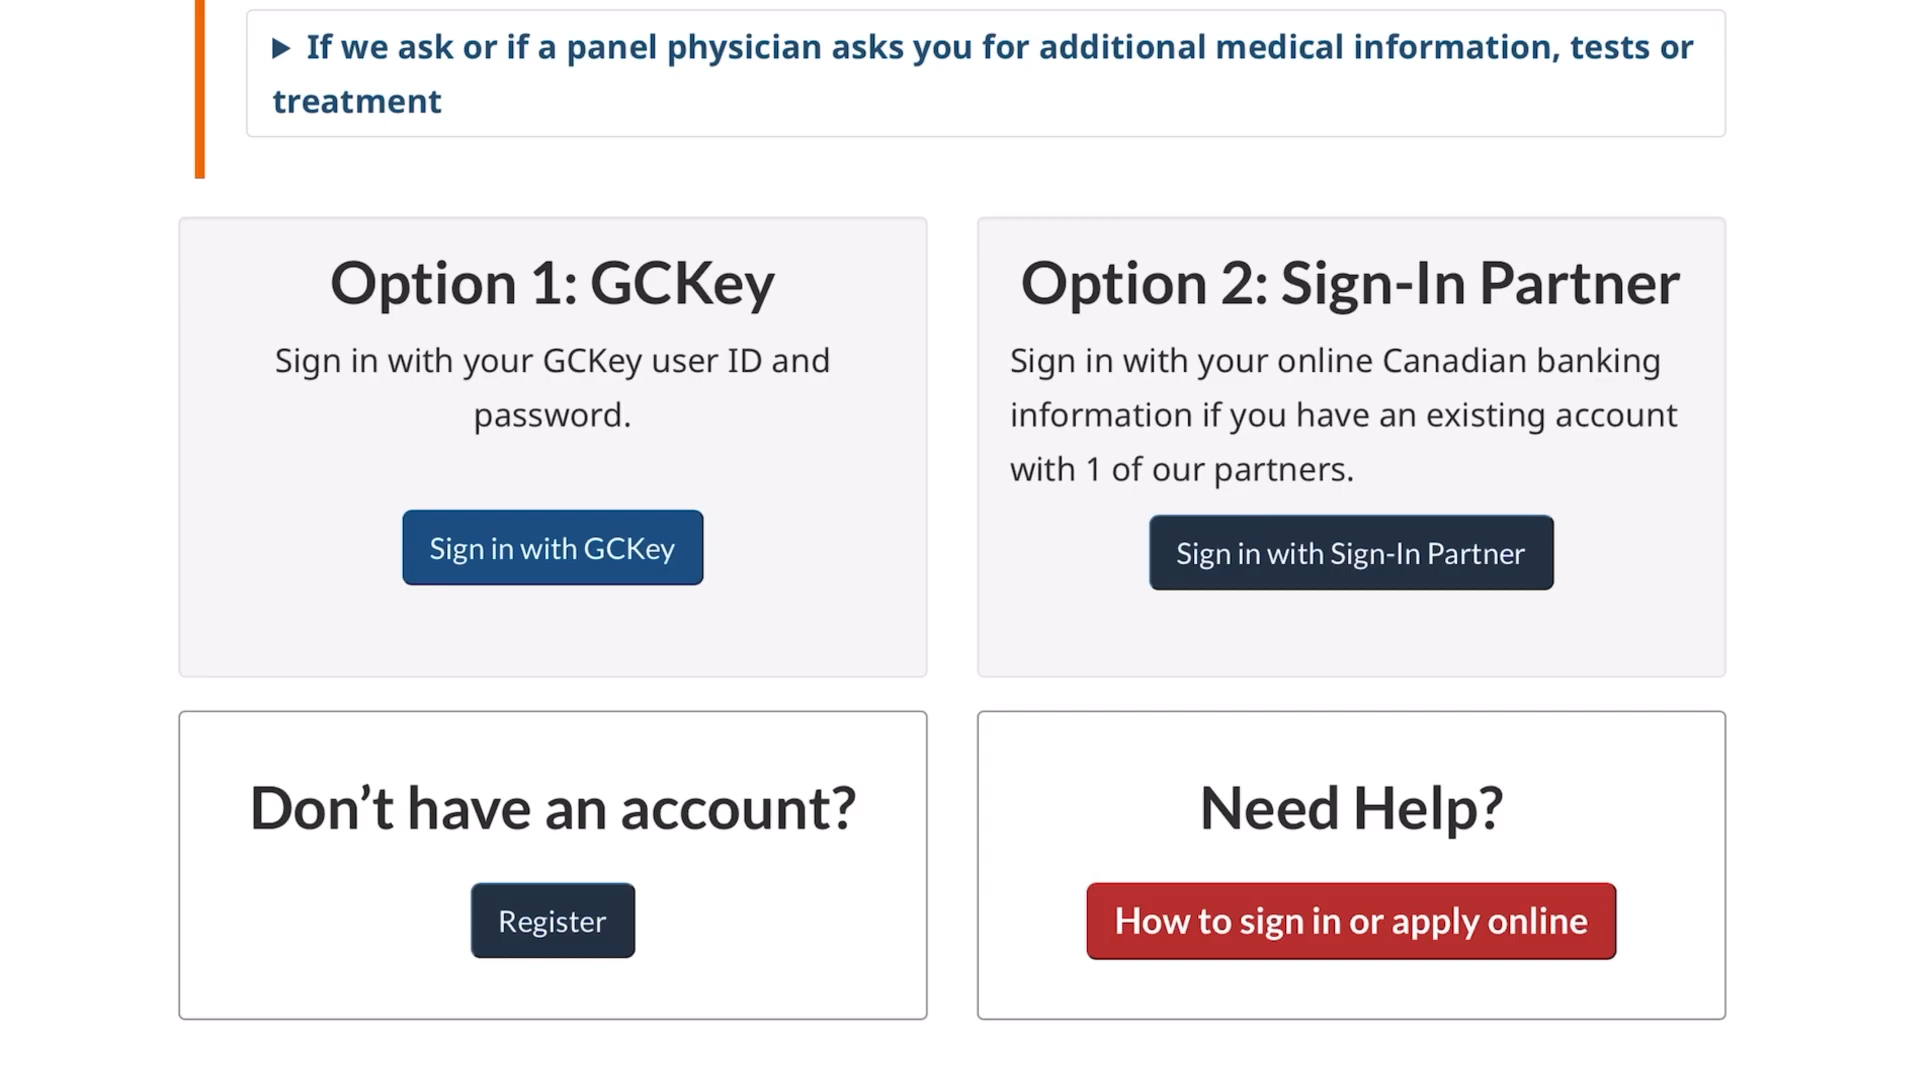 ▶ If we ask or if a panel physician asks you for additional medical information, tests or
treatment
Option 1: GCKey
Sign in with your GCKey user ID and
password.
Sign in with GCKey
Option 2: Sign-In Partner
Sign in with your online Canadian banking
information if you have an existing account
with 1 of our partners.
Sign in with Sign-In Partner
Don’t have an account?
Register
Need Help?
How to sign in or apply online